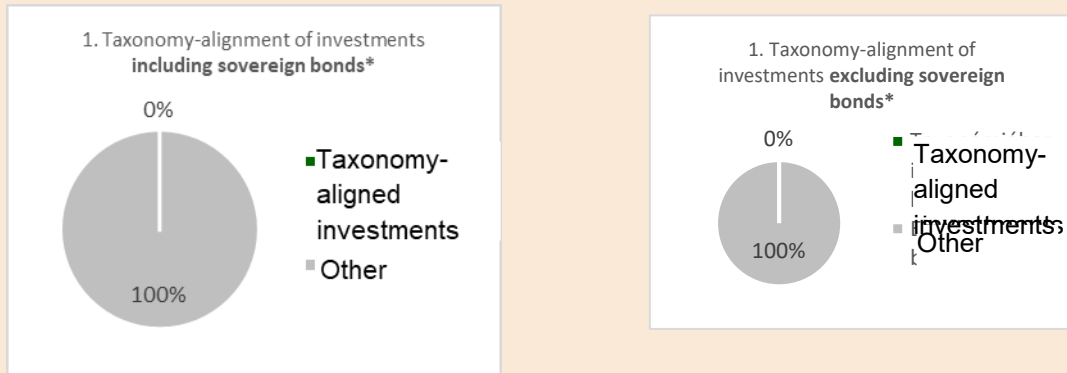 1. Taxonomy-alignment of investments
including sovereign bonds*
0%
100%
Taxonomy-
aligned
investments
Other
1. Taxonomy-alignment of
investments excluding sovereign
bonds*
0%
100%
Taxonomy-
aligned
investments
Other